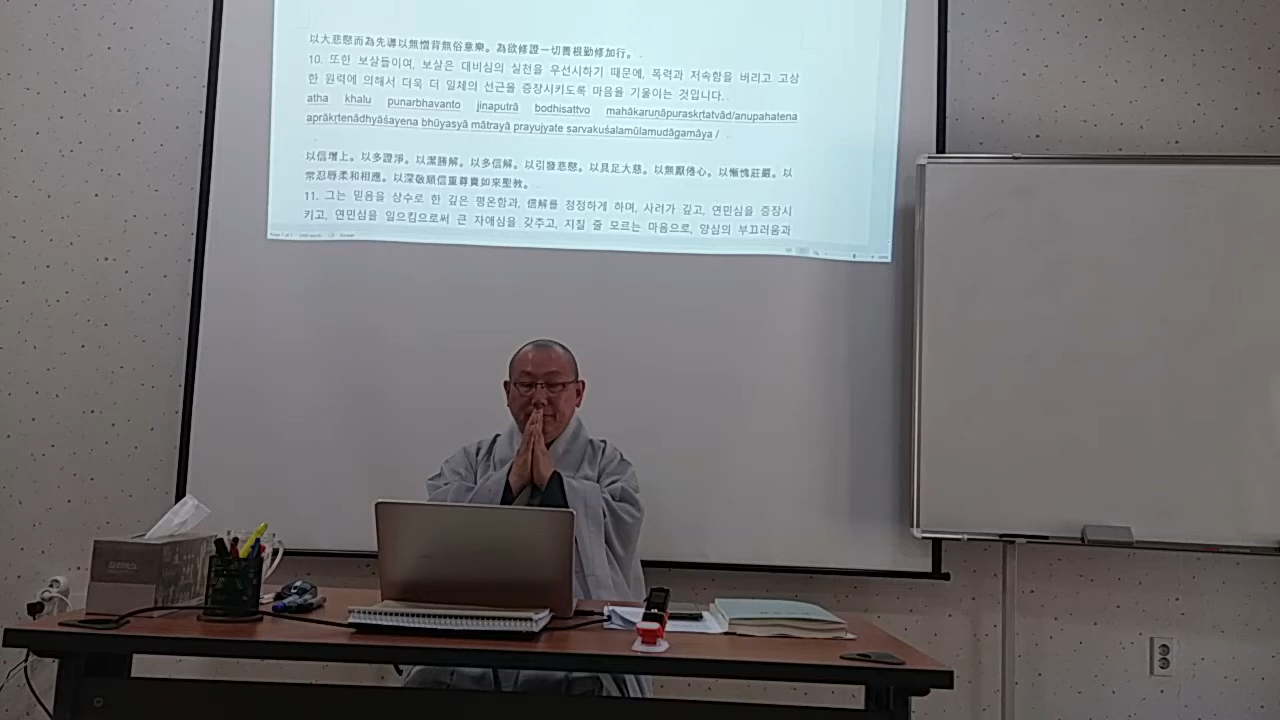 以大悲愍而為先導以無憎背無俗意樂。為欲修證一切善根勤修加行。
10. 또한 보살들이여, 보살은 대비심의 실천을 우선시하기 때문에, 폭력과 저속함을 버리고 고상
한 원력에 의해서 더욱 더 일체의 선근을 증장시키도록 마음을 기울이는 것입니다.
atha khalu punarbhavanto jinaputrā bodhisattvo mahākaruṇāpuraskṛtatvād/anupahatena
aprākṛtenādhyāśayena bhūyasyā mātrayā prayujyate sarvakuśalamūlamudāgamāya /
以信增上。以多證淨。以潔勝解。以多信解。以引發悲愍。以具足大慈。以無厭倦心。以慚愧莊嚴。以
常忍辱柔和相應。以深敬順信重尊貴如來聖教。
11. 그는 믿음을 상수로 한 깊은 평온함과, 信解를 청정하게 하며, 사려가 깊고, 연민심을 증장시
키고, 연민심을 일으킴으로써 큰 자애심을 갖추고, 지칠 줄 모르는 마음으로, 양심의 부끄러움과